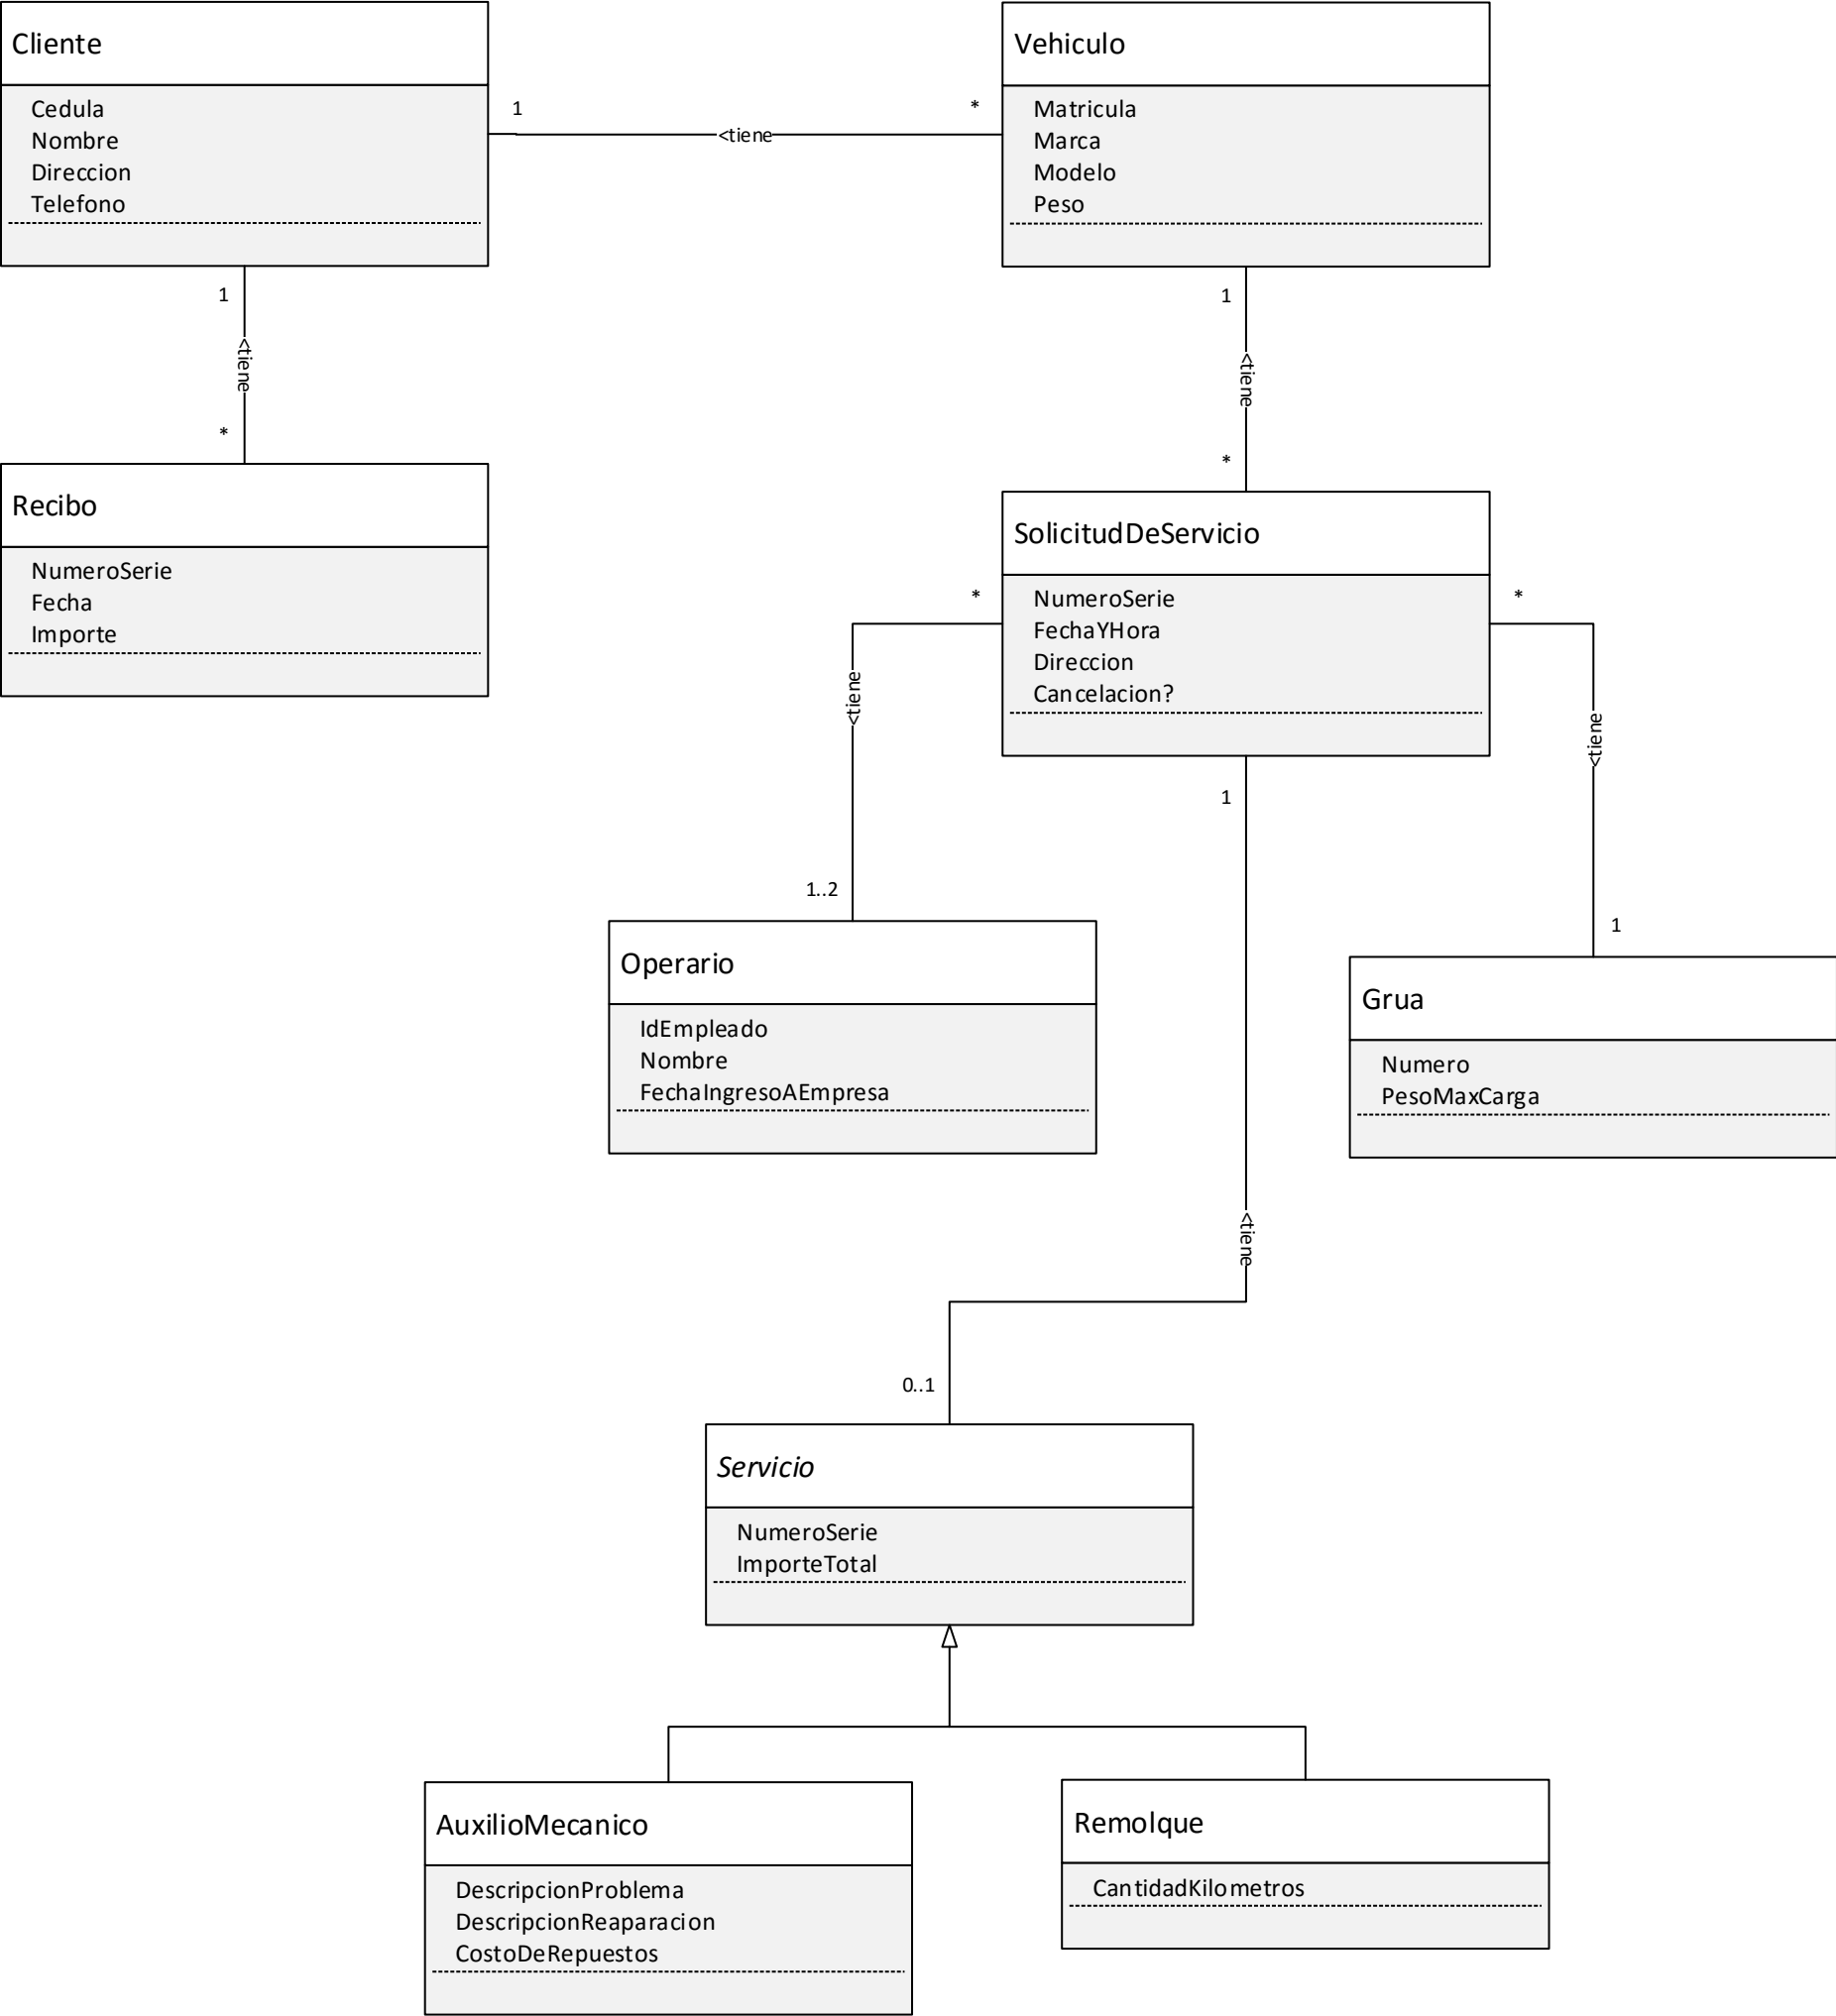 Cliente
Cedula
Nombre
Direccion
Telefono
1
<tiene
*
Vehiculo
Matricula
Marca
Modelo
Peso
1
<tiene
*
Recibo
NumeroSerie
Fecha
Importe
1
<tiene
*
SolicitudDeServicio
NumeroSerie
FechaYHora
Direccion
Cancelacion?
*
<tiene
1..2
*
<tiene
1
Operario
IdEmpleado
Nombre
FechaIngresoAEmpresa
Grua
Numero
PesoMaxCarga
1
<tiene
0..1
Servicio
NumeroSerie
ImporteTotal
AuxilioMecanico
DescripcionProblema
DescripcionReaparacion
CostoDeRepuestos
Remolque
CantidadKilometros